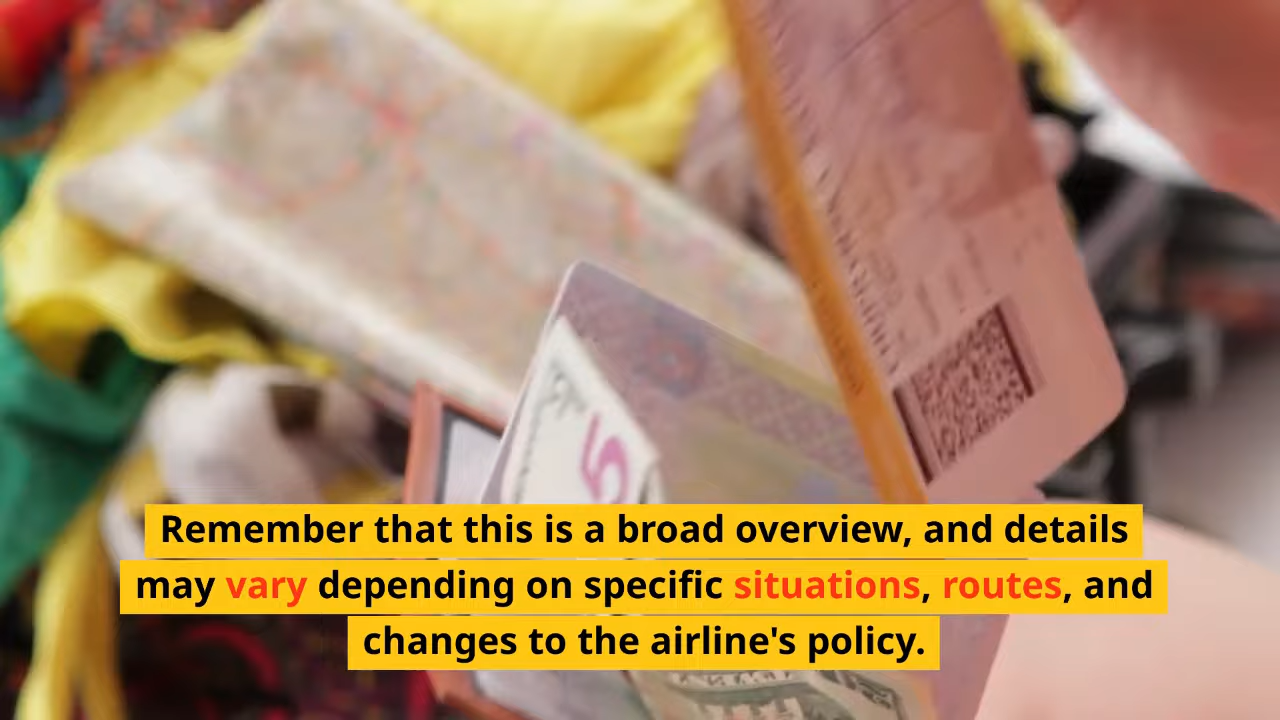 5
Remember that this is a broad overview, and details
may vary depending on specific situations, routes, and
changes to the airline's policy.